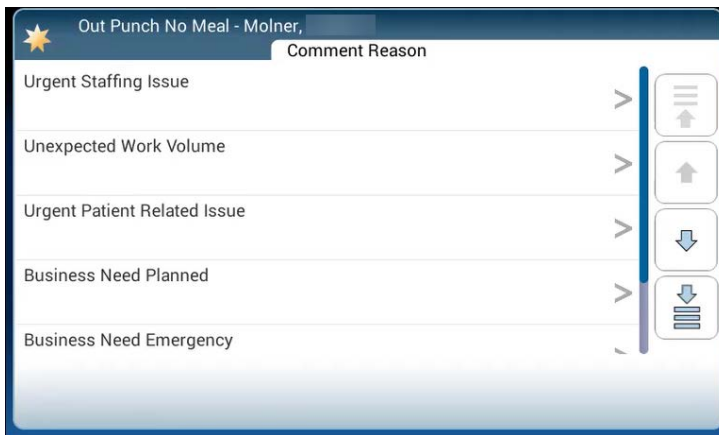 Out Punch No Meal - Molner,
Comment Reason
Urgent Staffing Issue
Unexpected Work Volume
Urgent Patient Related Issue
Business Need Planned
Business Need Emergency